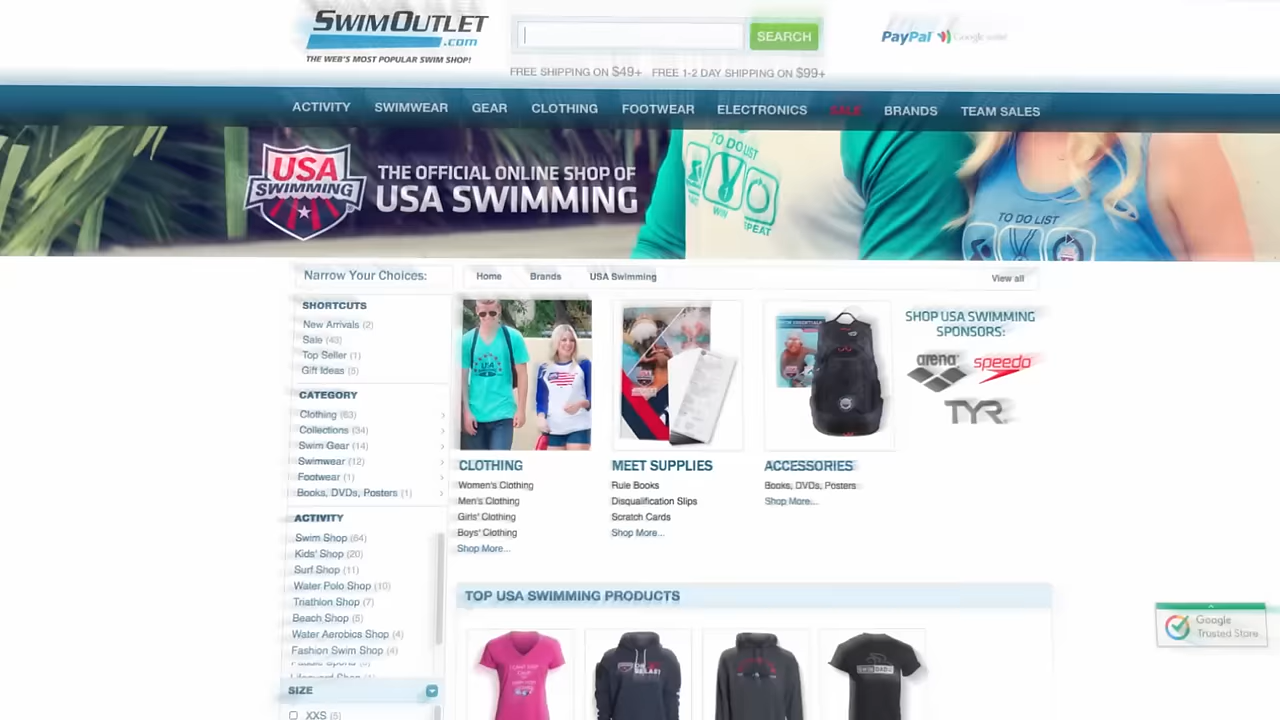 SWIMOUTLET
.com
THE WEB'S MOST POPULAR SWIM SHOP!
SEARCH
FREE SHIPPING ON $49+ FREE 1-2 DAY SHIPPING ON $99+
PayPal Google
ACTIVITY SWIMWEAR GEAR CLOTHING FOOTWEAR ELECTRONICS SALE BRANDS TEAM SALES
USA
SWIMMING
THE OFFICIAL ONLINE SHOP OF
USA SWIMMING
TO DO LIST
WIN
REPEAT
TO DO LIST
Narrow Your Choices:
Home Brands USA Swimming View all
SHORTCUTS
New Arrivals (2)
Sale (43)
Top Seller (1)
Gift Ideas (5)
CATEGORY
Clothing (63)
Collections (34)
Swim Gear (14)
Swimwear (12)
Footwear (1)
Books, DVDs, Posters (1)
ACTIVITY
Swim Shop (64)
Kids' Shop (20)
Surf Shop (11)
Water Polo Shop (10)
Triathlon Shop (7)
Beach Shop (5)
Water Aerobics Shop (4)
Fashion Swim Shop (4)
SIZE
XXS (5)
CLOTHING
Women's Clothing
Men's Clothing
Girls' Clothing
Boys' Clothing
Shop More...
MEET SUPPLIES
Rule Books
Disqualification Slips
Scratch Cards
Shop More...
ACCESSORIES
Books, DVDs, Posters
Shop More...
SHOP USA SWIMMING
SPONSORS:
arena
speedo
TYR
TOP USA SWIMMING PRODUCTS
Google
Trusted Store